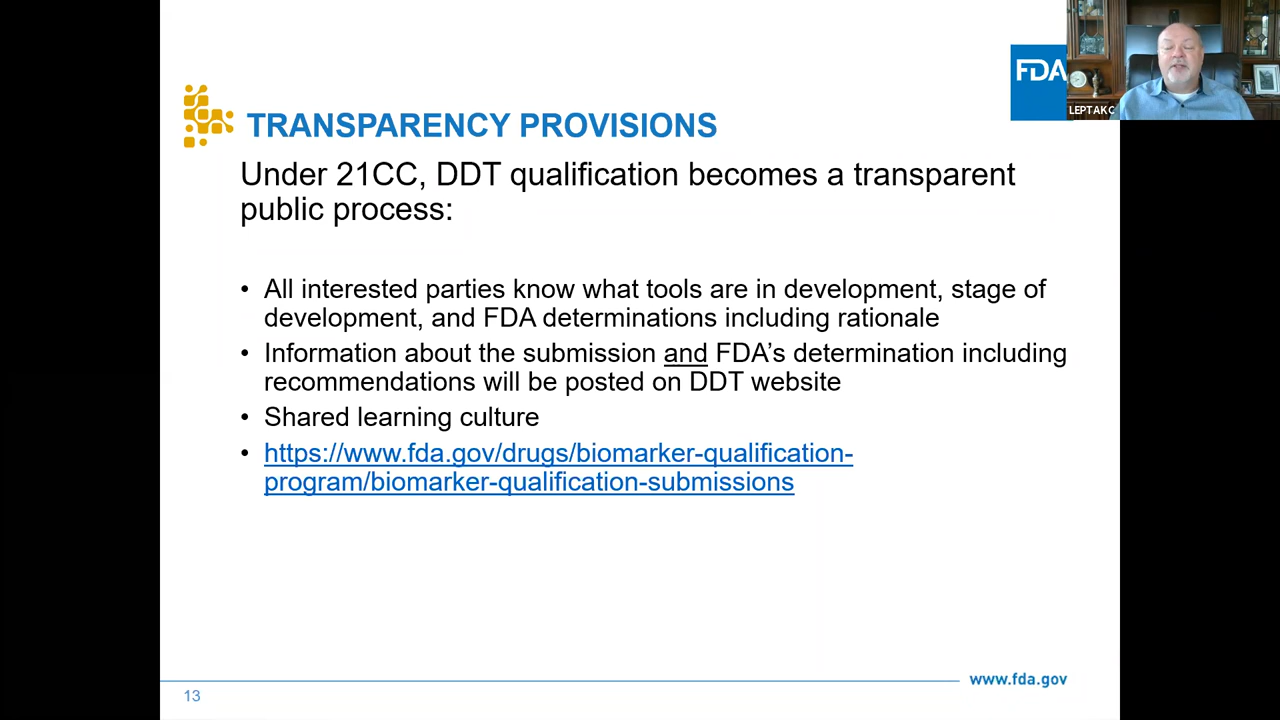 FDA
LEPTAKC
TRANSPARENCY PROVISIONS
Under 21CC, DDT qualification becomes a transparent
public process:
• All interested parties know what tools are in development, stage of
development, and FDA determinations including rationale
• Information about the submission and FDA's determination including
recommendations will be posted on DDT website
• Shared learning culture
• https://www.fda.gov/drugs/biomarker-qualification-
program/biomarker-qualification-submissions
www.fda.gov
13